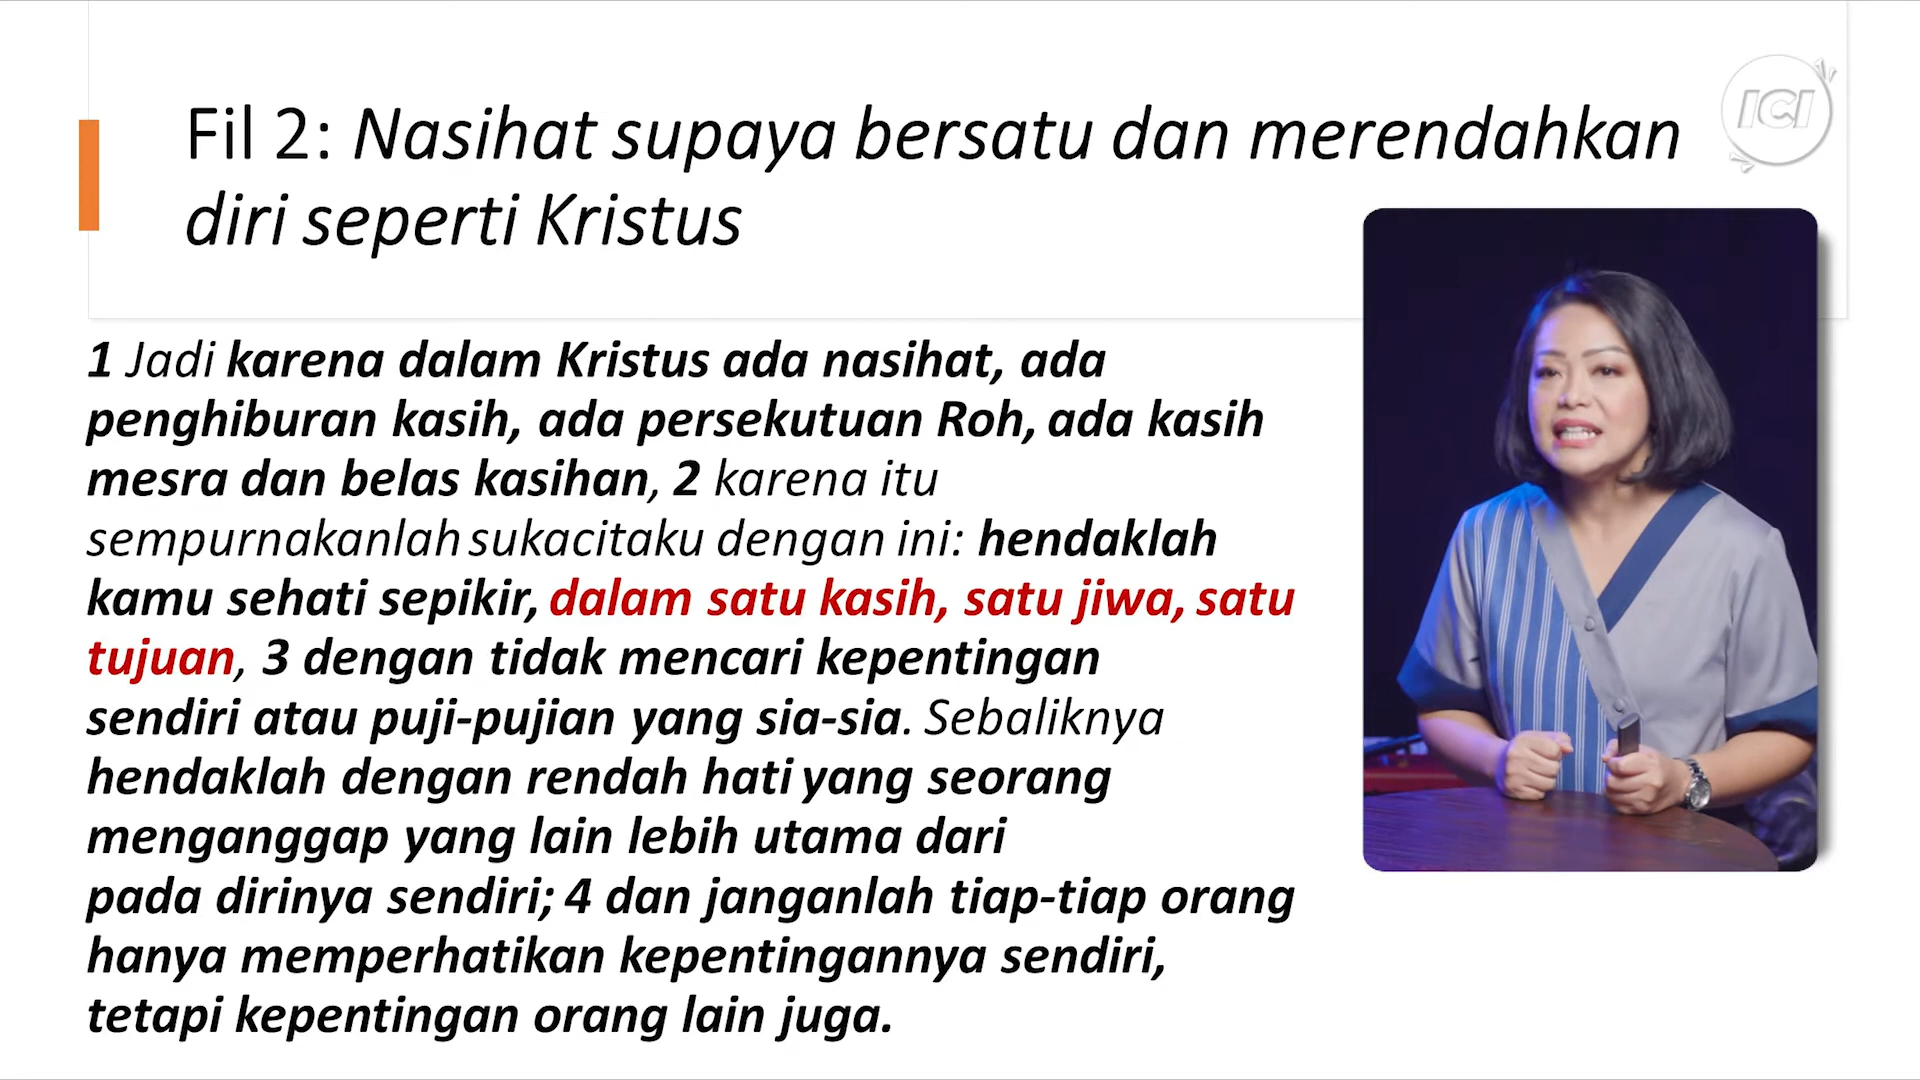 ICI
Fil 2: Nasihat supaya bersatu dan merendahkan
diri seperti Kristus
1 Jadi karena dalam Kristus ada nasihat, ada
penghiburan kasih, ada persekutuan Roh, ada kasih
mesra dan belas kasihan, 2 karena itu
sempurnakanlah sukacitaku dengan ini: hendaklah
kamu sehati sepikir, dalam satu kasih, satu jiwa, satu
tujuan, 3 dengan tidak mencari kepentingan
sendiri atau puji-pujian yang sia-sia. Sebaliknya
hendaklah dengan rendah hati yang seorang
menganggap yang lain lebih utama dari
pada dirinya sendiri; 4 dan janganlah tiap-tiap orang
hanya memperhatikan kepentingannya sendiri,
tetapi kepentingan orang lain juga.